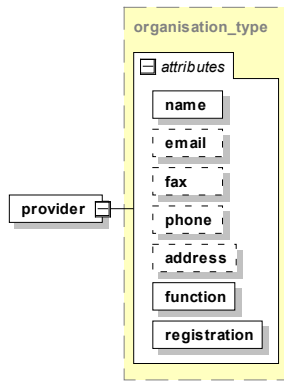 organisation_type
attributes
name
email
fax
phone
provider
address
function
registration